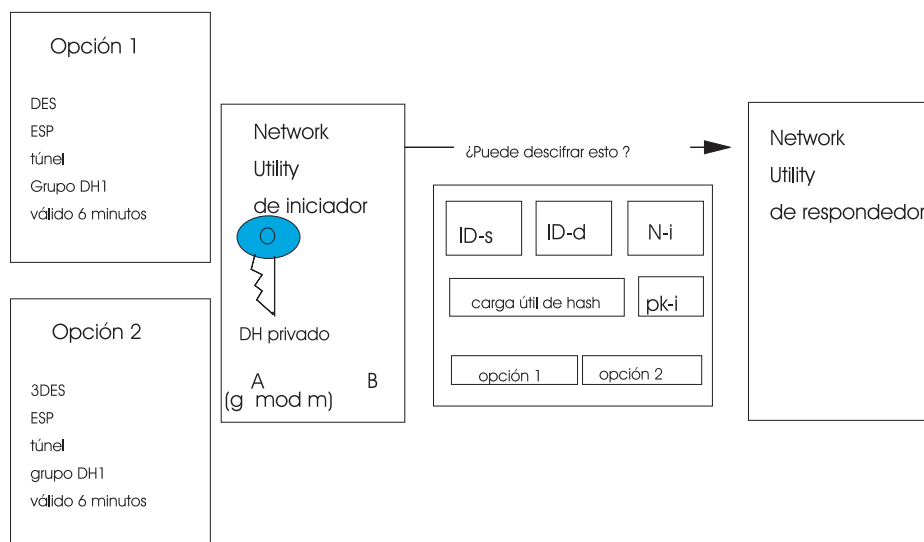 Opción 1
DES
ESP
túnel
Grupo DH1
válido 6 minutos
Opción 2
3DES
ESP
túnel
grupo DH1
válido 6 minutos
Network
Utility
de iniciador
O
DH privado
A B
(g mod m)
¿Puede descifrar esto ?
ID-s
ID-d
N-i
carga útil de hash
pk-i
opción 1
opción 2
Network
Utility
de respondedor